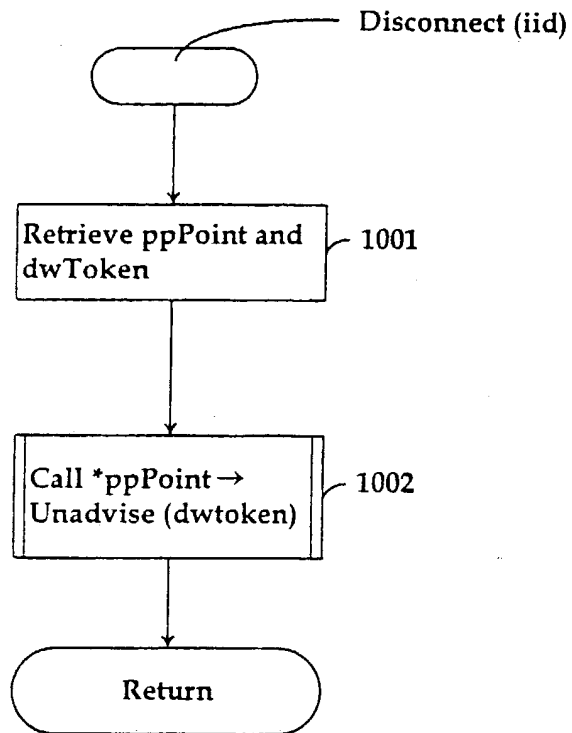 Disconnect (iid)
Retrieve ppPoint and
dwToken
1001
Call *ppPoint→
Unadvise (dwtoken)
1002
Return